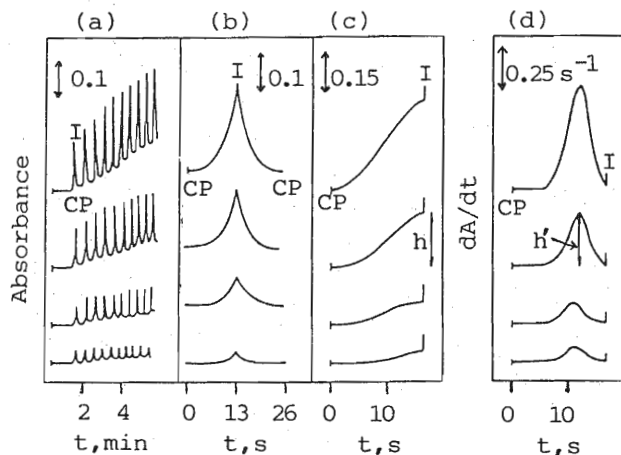 (a) (b) (c) (d)
0.1 I 0.1 0.15 I 0.25 s⁻¹
I I
CP CP CP CP CP
h h′
Absorbance
dA/dt
2 4 0 13 26 0 10 0 10
t,min t,s t,s t,s